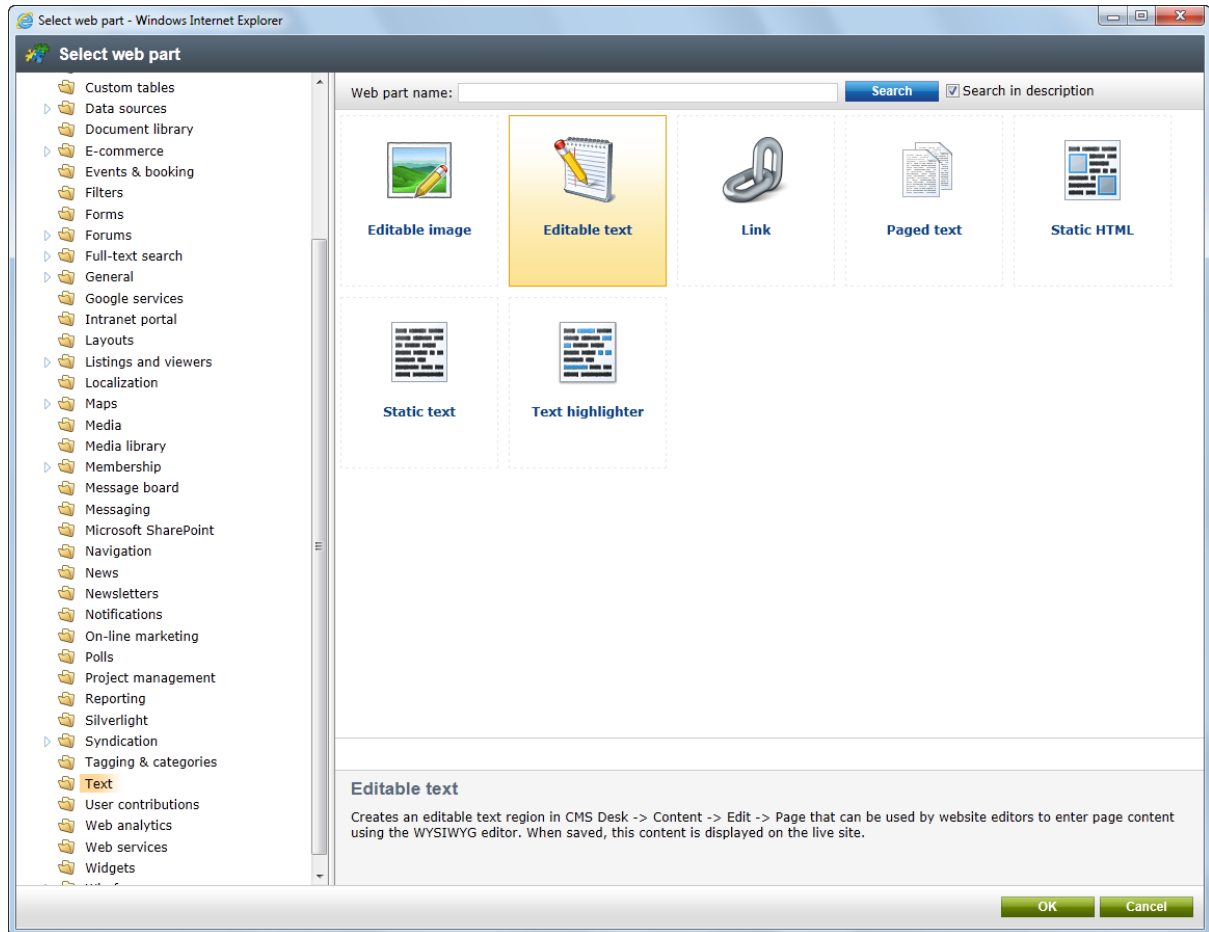 Select web part - Windows Internet Explorer
Select web part
Custom tables
Data sources
Document library
E-commerce
Events & booking
Filters
Forms
Forums
Full-text search
General
Google services
Intranet portal
Layouts
Listings and viewers
Localization
Maps
Media
Media library
Membership
Message board
Messaging
Microsoft SharePoint
Navigation
News
Newsletters
Notifications
On-line marketing
Polls
Project management
Reporting
Silverlight
Syndication
Tagging & categories
Text
User contributions
Web analytics
Web services
Widgets
Web part name: Search Search in description
Editable image Editable text Link Paged text Static HTML
Static text Text highlighter
Editable text
Creates an editable text region in CMS Desk -> Content -> Edit -> Page that can be used by website editors to enter page content
using the WYSIWYG editor. When saved, this content is displayed on the live site.
OK Cancel